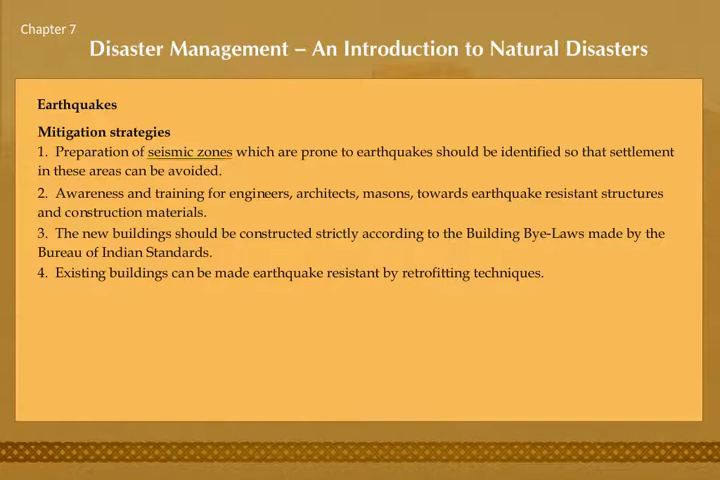 Chapter 7
Disaster Management – An Introduction to Natural Disasters
Earthquakes
Mitigation strategies
1. Preparation of seismic zones which are prone to earthquakes should be identified so that settlement
in these areas can be avoided.
2. Awareness and training for engineers, architects, masons, towards earthquake resistant structures
and construction materials.
3. The new buildings should be constructed strictly according to the Building Bye-Laws made by the
Bureau of Indian Standards.
4. Existing buildings can be made earthquake resistant by retrofitting techniques.